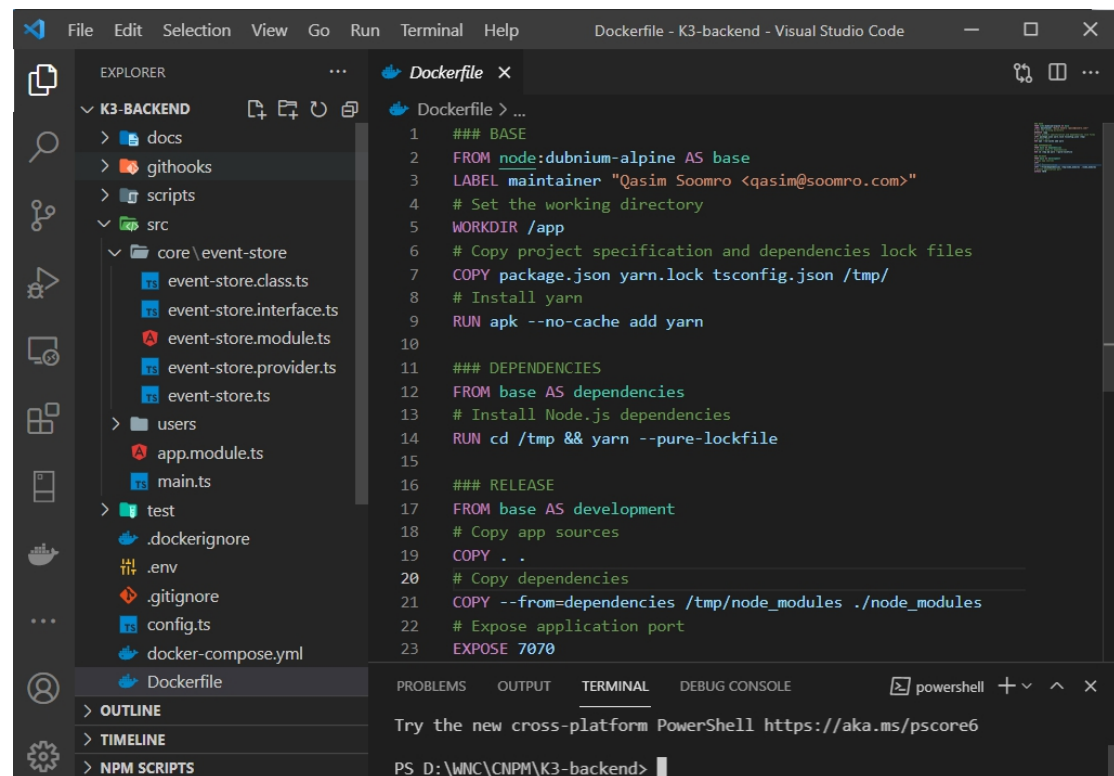 File Edit Selection View Go Run Terminal Help Dockerfile - K3-backend - Visual Studio Code
EXPLORER
K3-BACKEND
docs
githooks
scripts
src
core\event-store
event-store.class.ts
event-store.interface.ts
event-store.module.ts
event-store.provider.ts
event-store.ts
users
app.module.ts
main.ts
test
.dockerignore
.env
.gitignore
config.ts
docker-compose.yml
Dockerfile
OUTLINE
TIMELINE
NPM SCRIPTS
Dockerfile
Dockerfile > ...
1 ### BASE
2 FROM node:dubnium-alpine AS base
3 LABEL maintainer "Qasim Soomro <qasim@soomro.com>"
4 # Set the working directory
5 WORKDIR /app
6 # Copy project specification and dependencies lock files
7 COPY package.json yarn.lock tsconfig.json /tmp/
8 # Install yarn
9 RUN apk --no-cache add yarn
10
11 ### DEPENDENCIES
12 FROM base AS dependencies
13 # Install Node.js dependencies
14 RUN cd /tmp && yarn --pure-lockfile
15
16 ### RELEASE
17 FROM base AS development
18 # Copy app sources
19 COPY . .
20 # Copy dependencies
21 COPY --from=dependencies /tmp/node_modules ./node_modules
22 # Expose application port
23 EXPOSE 7070
PROBLEMS OUTPUT TERMINAL DEBUG CONSOLE powershell
Try the new cross-platform PowerShell https://aka.ms/pscore6
PS D:\WNC\CNPM\K3-backend>